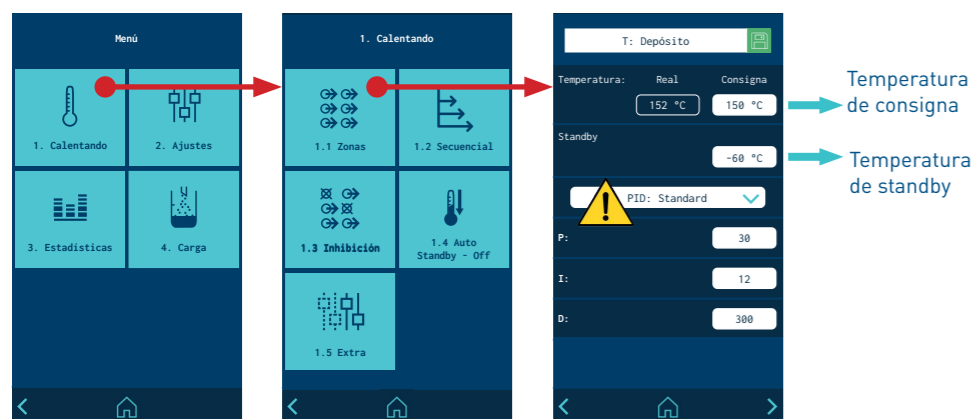 Menú
1. Calentando
2. Ajustes
3. Estadísticas
4. Carga
1. Calentando
1.1 Zonas
1.2 Secuencial
1.3 Inhibición
1.4 Auto
Standby - Off
1.5 Extra
T: Depósito
Temperatura: Real Consigna
152 °C 150 °C
Standby
-60 °C
PID: Standard
P: 30
I: 12
D: 300
Temperatura
de consigna
Temperatura
de standby